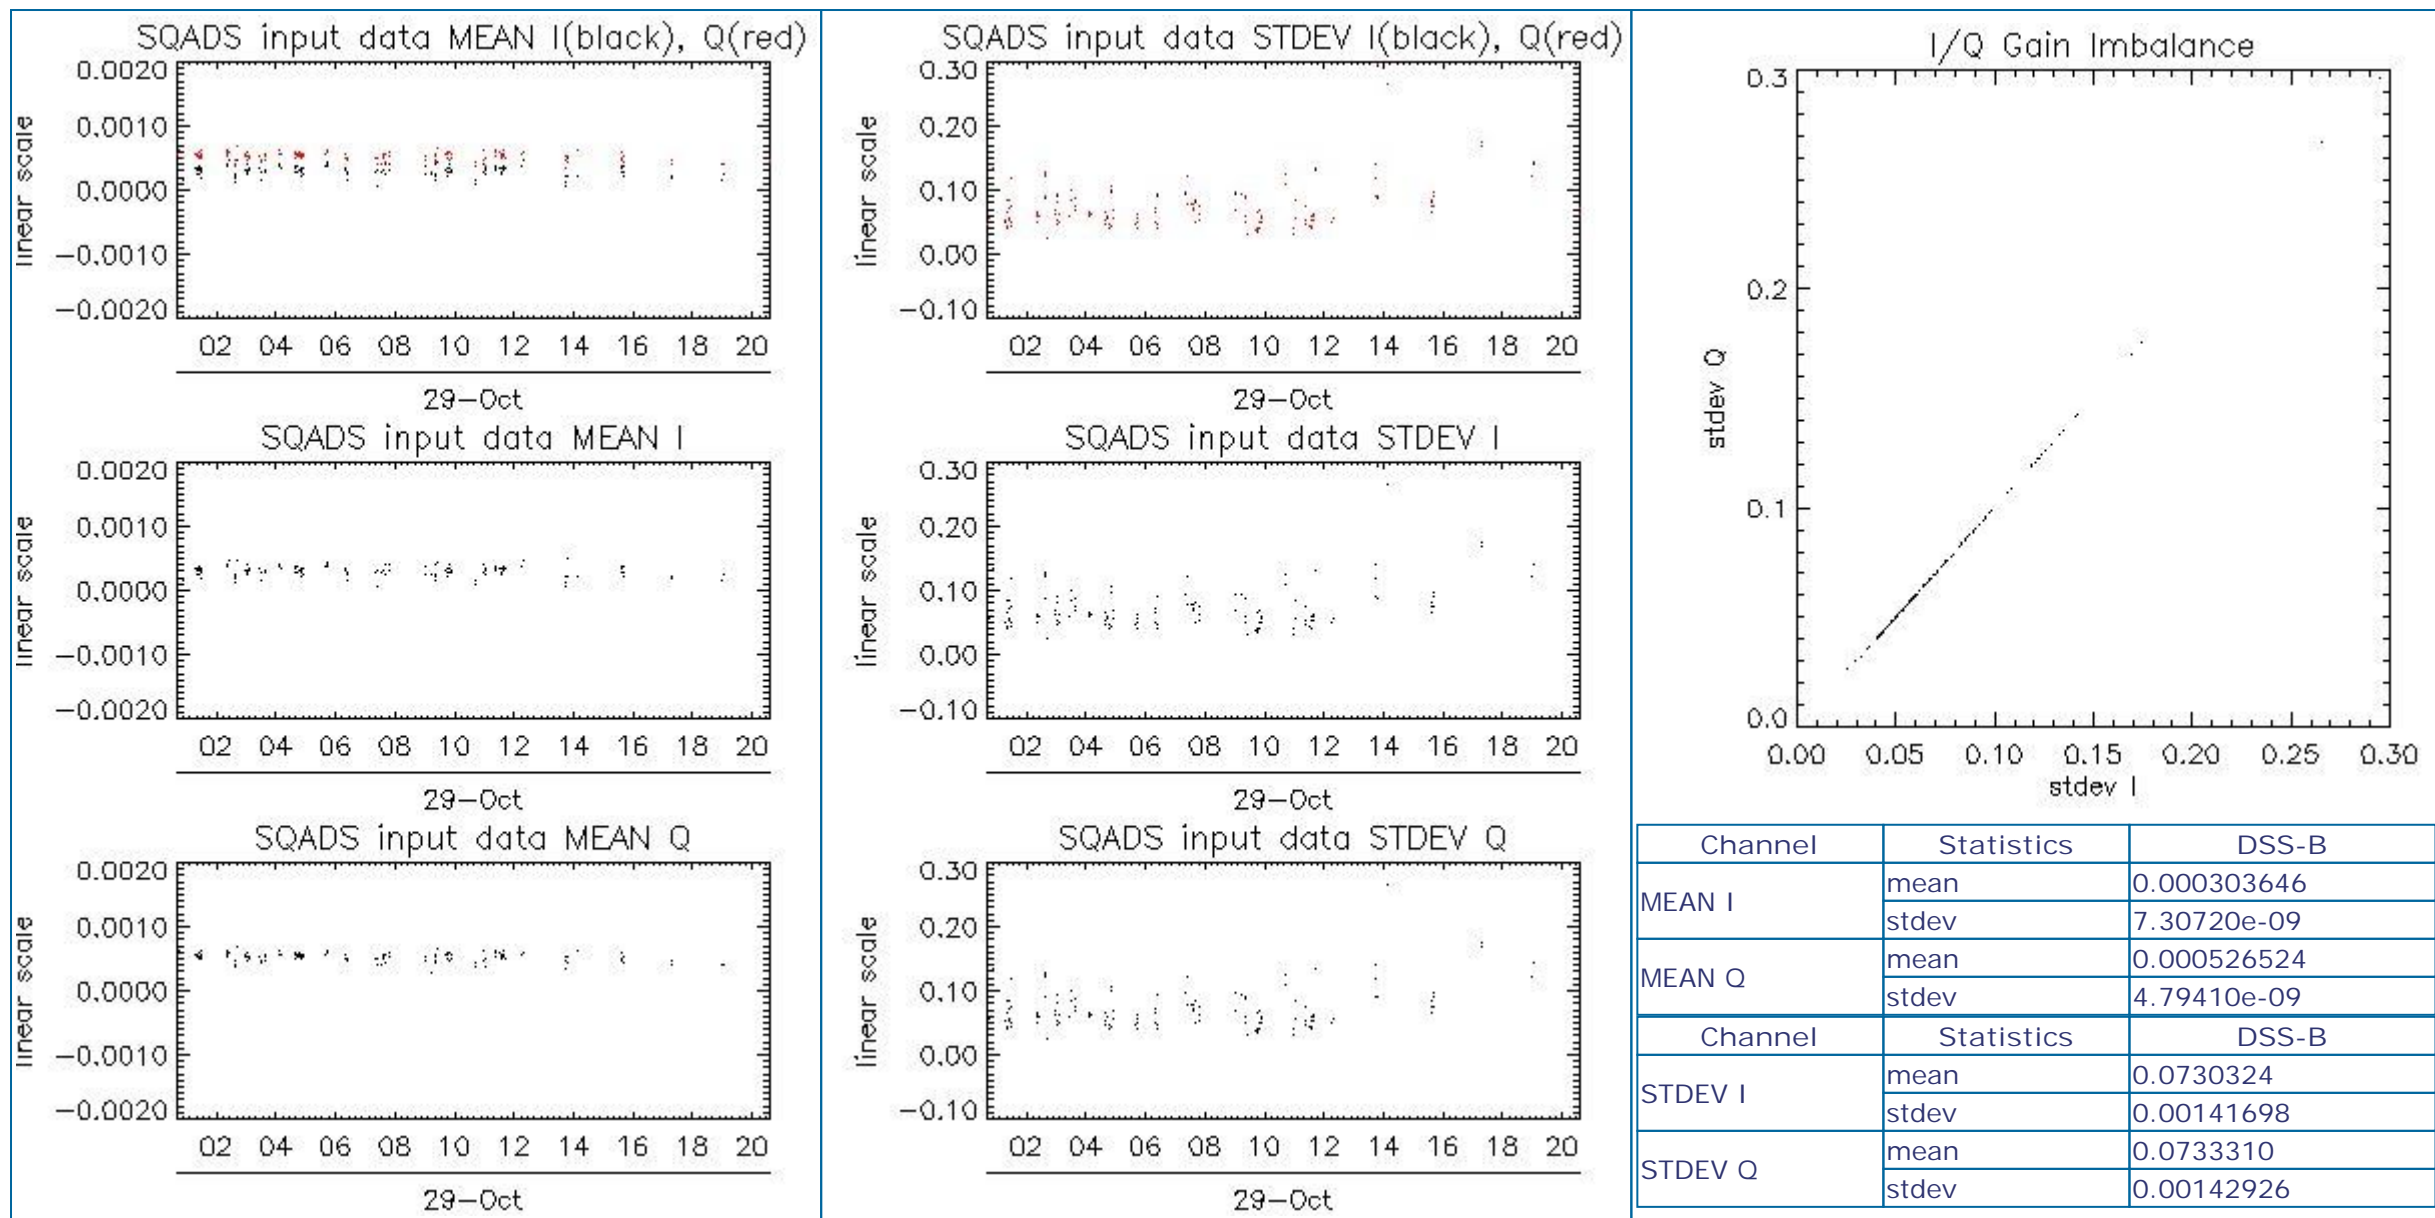 SQADS input data MEAN I(black), Q(red)
linear scale
0.0020
0.0010
0.0000
−0.0010
−0.0020
02 04 06 08 10 12 14 16 18 20
29−Oct
SQADS input data MEAN I
linear scale
0.0020
0.0010
0.0000
−0.0010
−0.0020
02 04 06 08 10 12 14 16 18 20
29−Oct
SQADS input data MEAN Q
linear scale
0.0020
0.0010
0.0000
−0.0010
−0.0020
02 04 06 08 10 12 14 16 18 20
29−Oct
SQADS input data STDEV I(black), Q(red)
linear scale
0.30
0.20
0.10
0.00
−0.10
02 04 06 08 10 12 14 16 18 20
29−Oct
SQADS input data STDEV I
linear scale
0.30
0.20
0.10
0.00
−0.10
02 04 06 08 10 12 14 16 18 20
29−Oct
SQADS input data STDEV Q
linear scale
0.30
0.20
0.10
0.00
−0.10
02 04 06 08 10 12 14 16 18 20
29−Oct
I/Q Gain Imbalance
stdev Q
0.3
0.2
0.1
0.0
0.00 0.05 0.10 0.15 0.20 0.25 0.30
stdev I
Channel Statistics DSS-B
MEAN I mean 0.000303646
stdev 7.30720e-09
MEAN Q mean 0.000526524
stdev 4.79410e-09
Channel Statistics DSS-B
STDEV I mean 0.0730324
stdev 0.00141698
STDEV Q mean 0.0733310
stdev 0.00142926